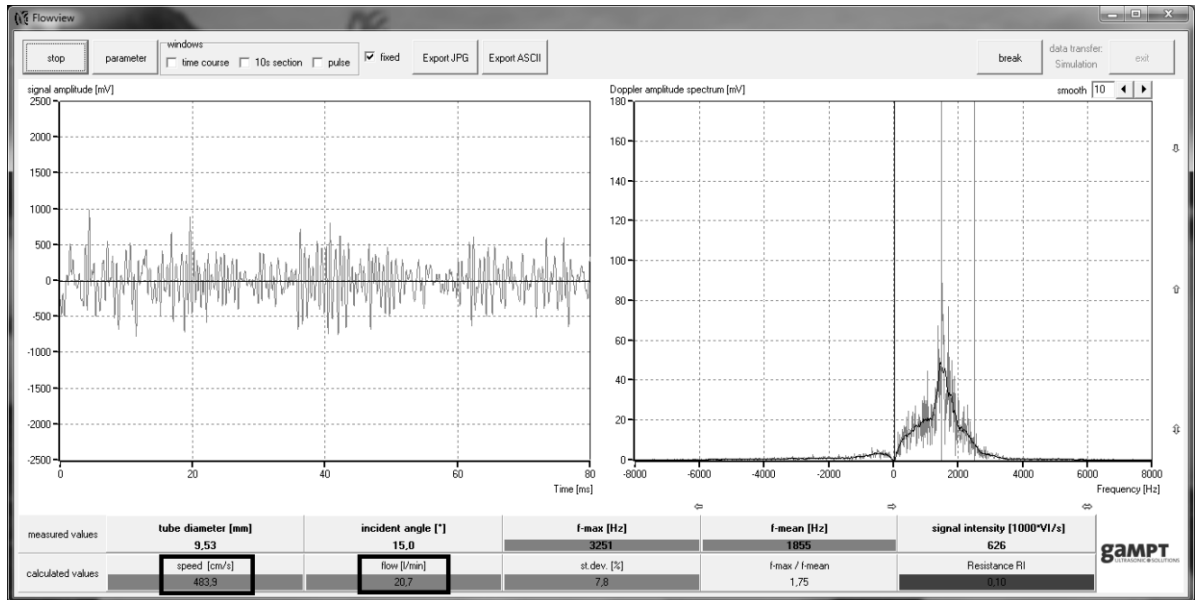 Flowview
stop
parameter
windows
time course
10s section
pulse
fixed
Export JPG
Export ASCII
break
data transfer:
Simulation
exit
signal amplitude [mV]
2500
2000
1500
1000
500
0
-500
-1000
-1500
-2000
-2500
0 20 40 60 80
Time [ms]
Doppler amplitude spectrum [mV]
smooth 10
180
160
140
120
100
80
60
40
20
0
-8000 -6000 -4000 -2000 0 2000 4000 6000 8000
Frequency [Hz]
measured values
tube diameter [mm] incident angle [°] f-max [Hz] f-mean [Hz] signal intensity [1000*VI/s]
9,53 15,0 3251 1855 626
calculated values
speed [cm/s] flow [l/min] st.dev. [%] f-max / f-mean Resistance RI
483,9 20,7 7,8 1,75 0,10
gampt
ULTRASONIC SOLUTIONS